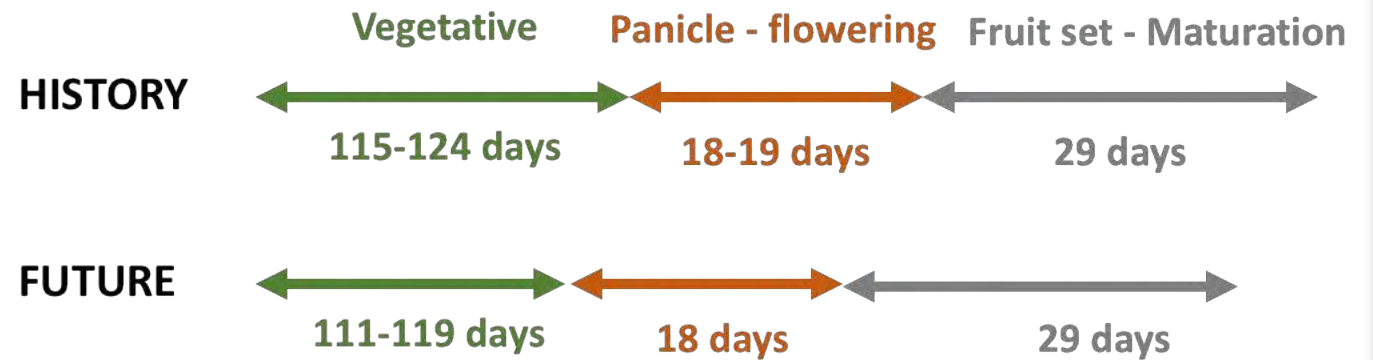 Vegetative Panicle - flowering Fruit set - Maturation
HISTORY
115-124 days 18-19 days 29 days
FUTURE
111-119 days 18 days 29 days